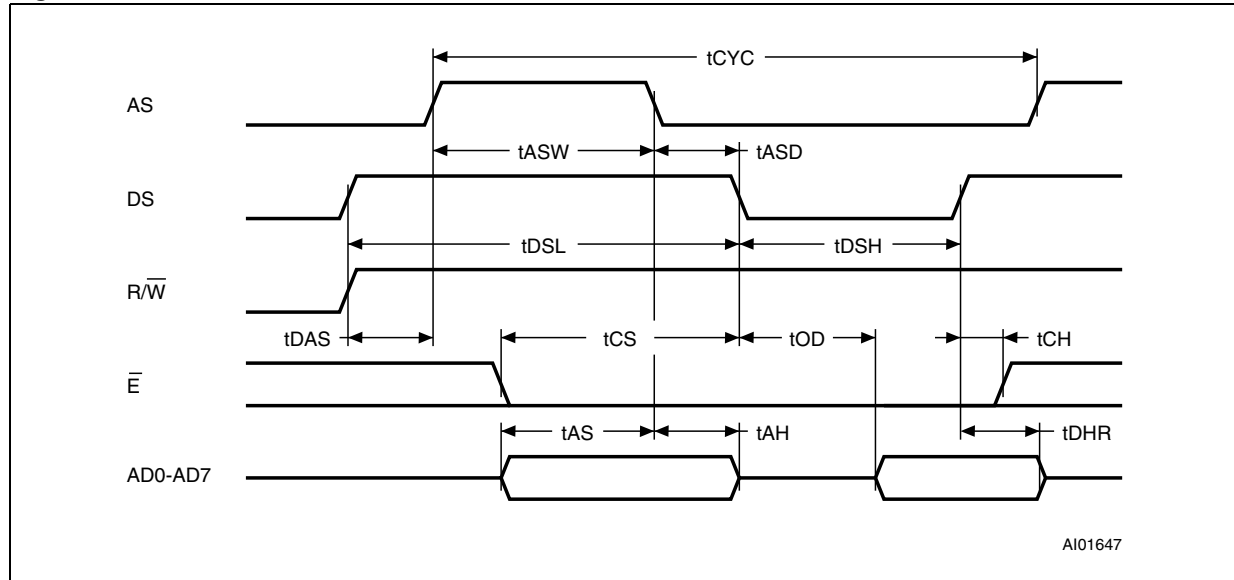 tCYC
AS
tASW tASD
DS
tDSL tDSH
R/W̅
tDAS tCS tOD tCH
E̅
tAS tAH tDHR
AD0-AD7
AI01647